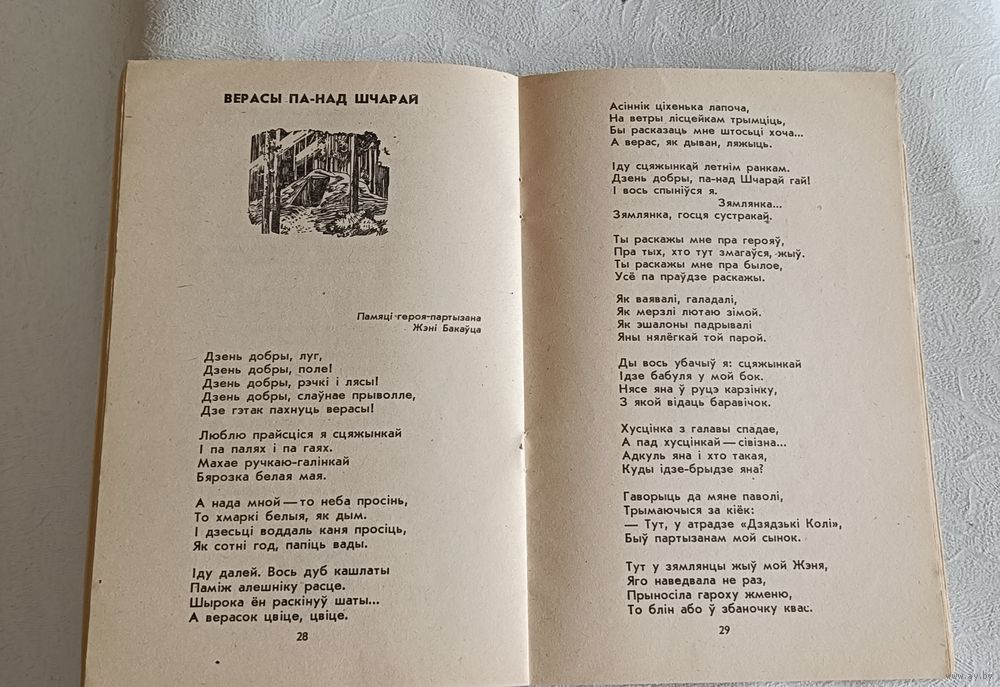 ВЕРАСЫ ПА-НАД ШЧАРАЙ
Памяці героя-партызана
Жэні Бакаўца
Дзень добры, луг,
Дзень добры, поле!
Дзень добры, рэчкі і лясы!
Дзень добры, слаўнае прыволле,
Дзе гэтак пахнуць верасы!
Люблю прайсціся я сцяжынкай
І па палях і па гаях.
Махае ручкаю-галінкай
Бярозка белая мая.
А нада мной — то неба просінь,
То хмаркі белыя, як дым.
І дзесьці воддаль каня просіць,
Як сотні год, папіць вады.
Іду далей. Вось дуб кашлаты
Паміж алешніку расце.
Шырока ён раскінуў шаты...
А верасок цвіце, цвіце.
28
Асіннік ціхенька лапоча,
На ветры лісцейкам трымціць,
Бы расказаць мне штосьці хоча...
А верас, як дыван, ляжыць.
Іду сцяжынкай летнім ранкам.
Дзень добры, па-над Шчарай гай!
І вось спыніўся я.
Зямлянка...
Зямлянка, госця сустракай.
Ты раскажы мне пра герояў,
Пра тых, хто тут змагаўся, жыў.
Ты раскажы мне пра былое,
Усё па праўдзе раскажы.
Як ваявалі, галадалі,
Як мерзлі лютаю зімой.
Як эшалоны падрывалі
Яны нялёгкай той парой.
Ды вось убачыў я: сцяжынкай
Ідзе бабуля у мой бок.
Нясе яна ў руцэ карзінку,
З якой відаць баравічок.
Хусцінка з галавы спадае,
А пад хусцінкай — сівізна...
Адкуль яна і хто такая,
Куды ідзе-брыдзе яна?
Гаворыць да мяне паволі,
Трымаючыся за кіёк:
— Тут, у атрадзе «Дзядзькі Колі»,
Быў партызанам мой сынок.
Тут у зямлянцы жыў мой Жэня,
Яго наведвала не раз,
Прыносіла гароху жменю,
То блін або ў збаночку квас.
29
www.ay.by